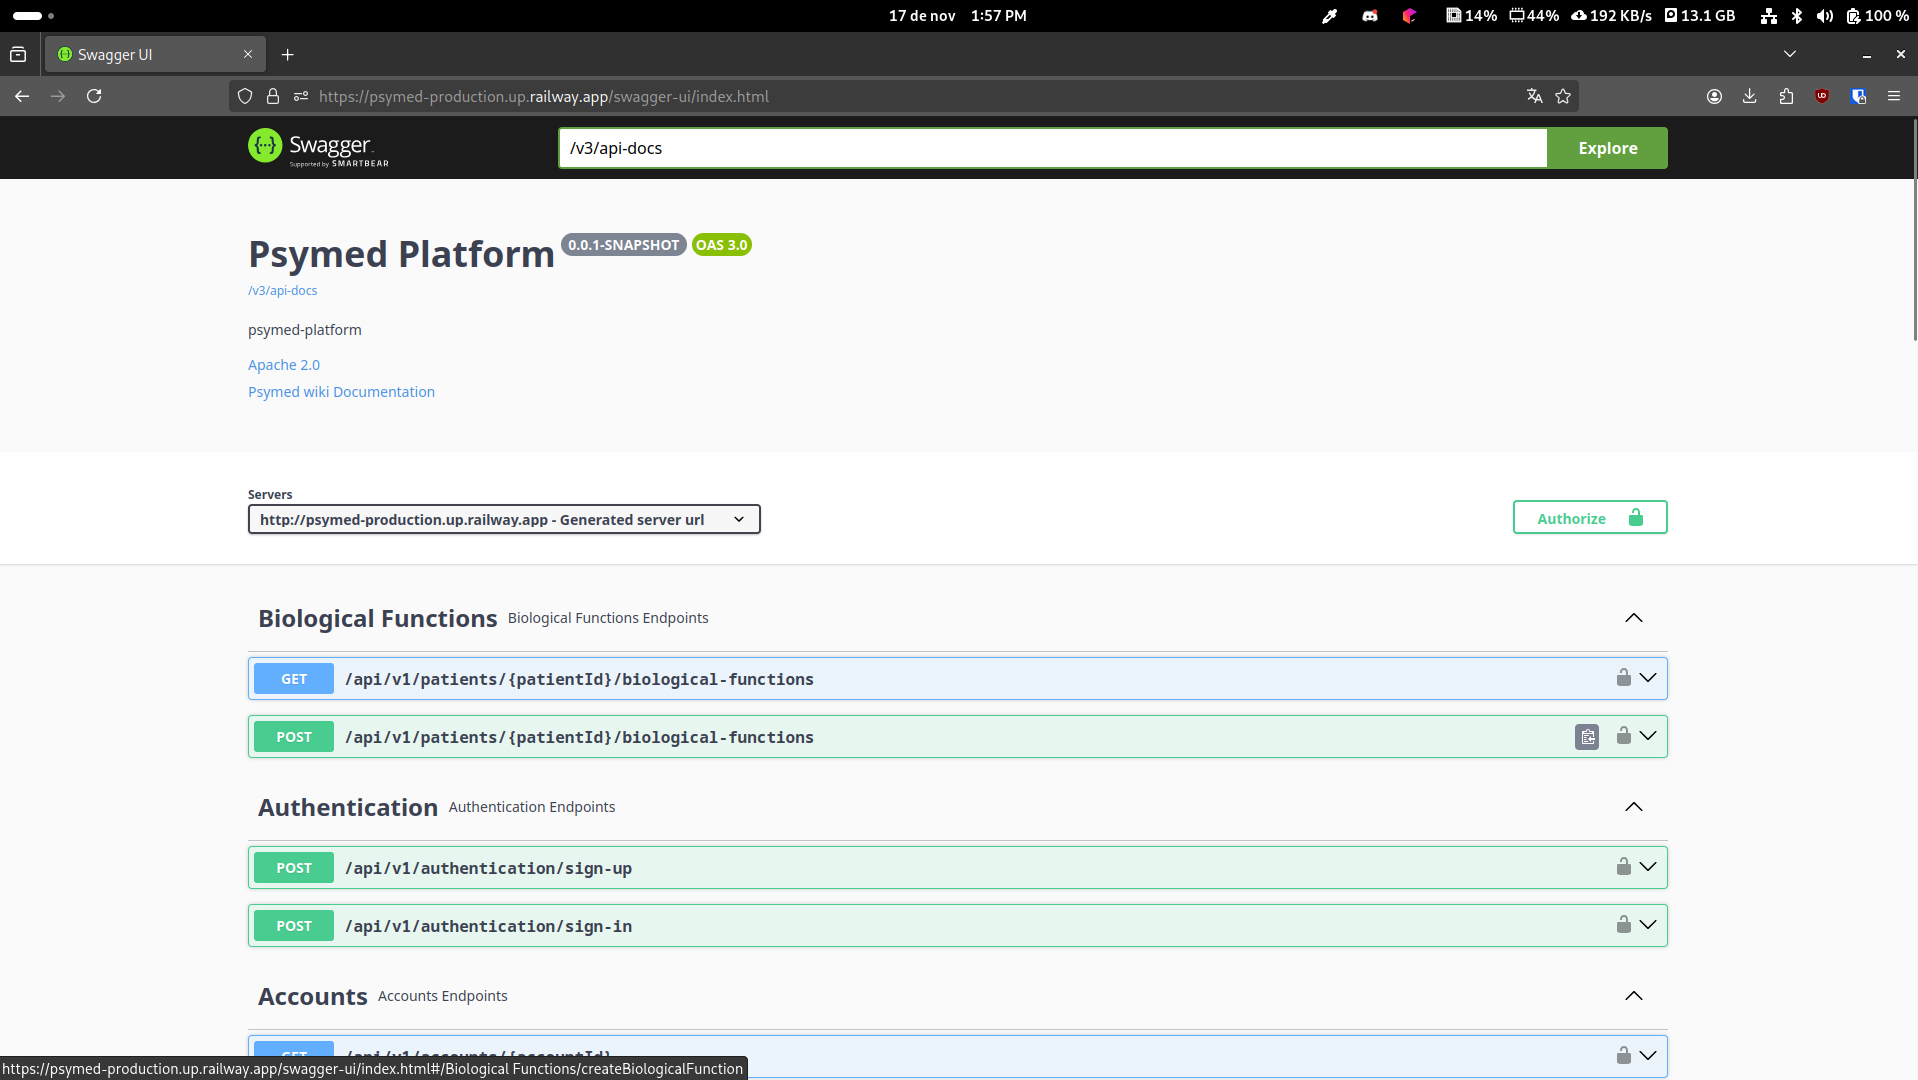 17 de nov 1:57 PM
14% 44% 192 KB/s 13.1 GB 100 %
Swagger UI
https://psymed-production.up.railway.app/swagger-ui/index.html
Swagger
Supported by SMARTBEAR
/v3/api-docs
Explore
Psymed Platform 0.0.1-SNAPSHOT OAS 3.0
/v3/api-docs
psymed-platform
Apache 2.0
Psymed wiki Documentation
Servers
http://psymed-production.up.railway.app - Generated server url
Authorize
Biological Functions Biological Functions Endpoints
GET /api/v1/patients/{patientId}/biological-functions
POST /api/v1/patients/{patientId}/biological-functions
Authentication Authentication Endpoints
POST /api/v1/authentication/sign-up
POST /api/v1/authentication/sign-in
Accounts Accounts Endpoints
GET /api/v1/accounts/{accountId}
https://psymed-production.up.railway.app/swagger-ui/index.html#/Biological Functions/createBiologicalFunction